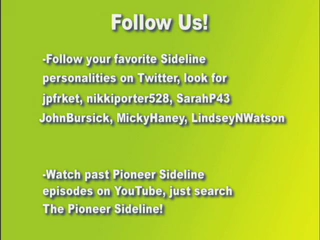 Follow Us!
-Follow your favorite Sideline
personalities on Twitter, look for
jpfrket, nikkiporter528, SarahP43
JohnBursick, MickyHaney, LindseyNWatson
-Watch past Pioneer Sideline
episodes on YouTube, just search
The Pioneer Sideline!